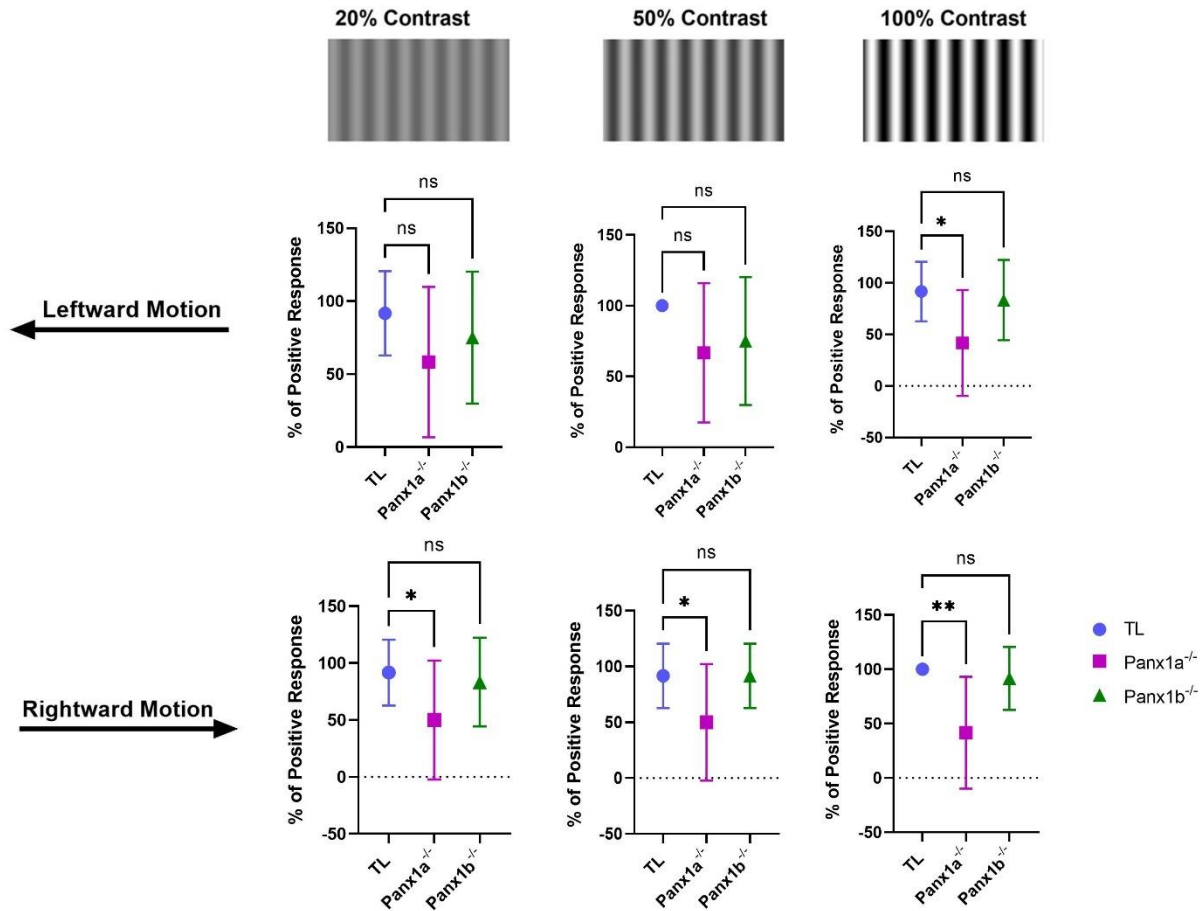 20% Contrast
50% Contrast
100% Contrast
Leftward Motion
% of Positive Response
150
100
50
0
ns
ns
TL
Panx1a-/-
Panx1b-/-
% of Positive Response
150
100
50
0
ns
ns
TL
Panx1a-/-
Panx1b-/-
% of Positive Response
150
100
50
0
-50
ns
*
TL
Panx1a-/-
Panx1b-/-
Rightward Motion
% of Positive Response
150
100
50
0
-50
ns
*
TL
Panx1a-/-
Panx1b-/-
% of Positive Response
150
100
50
0
-50
ns
*
TL
Panx1a-/-
Panx1b-/-
% of Positive Response
150
100
50
0
-50
ns
**
TL
Panx1a-/-
Panx1b-/-
TL
Panx1a-/-
Panx1b-/-